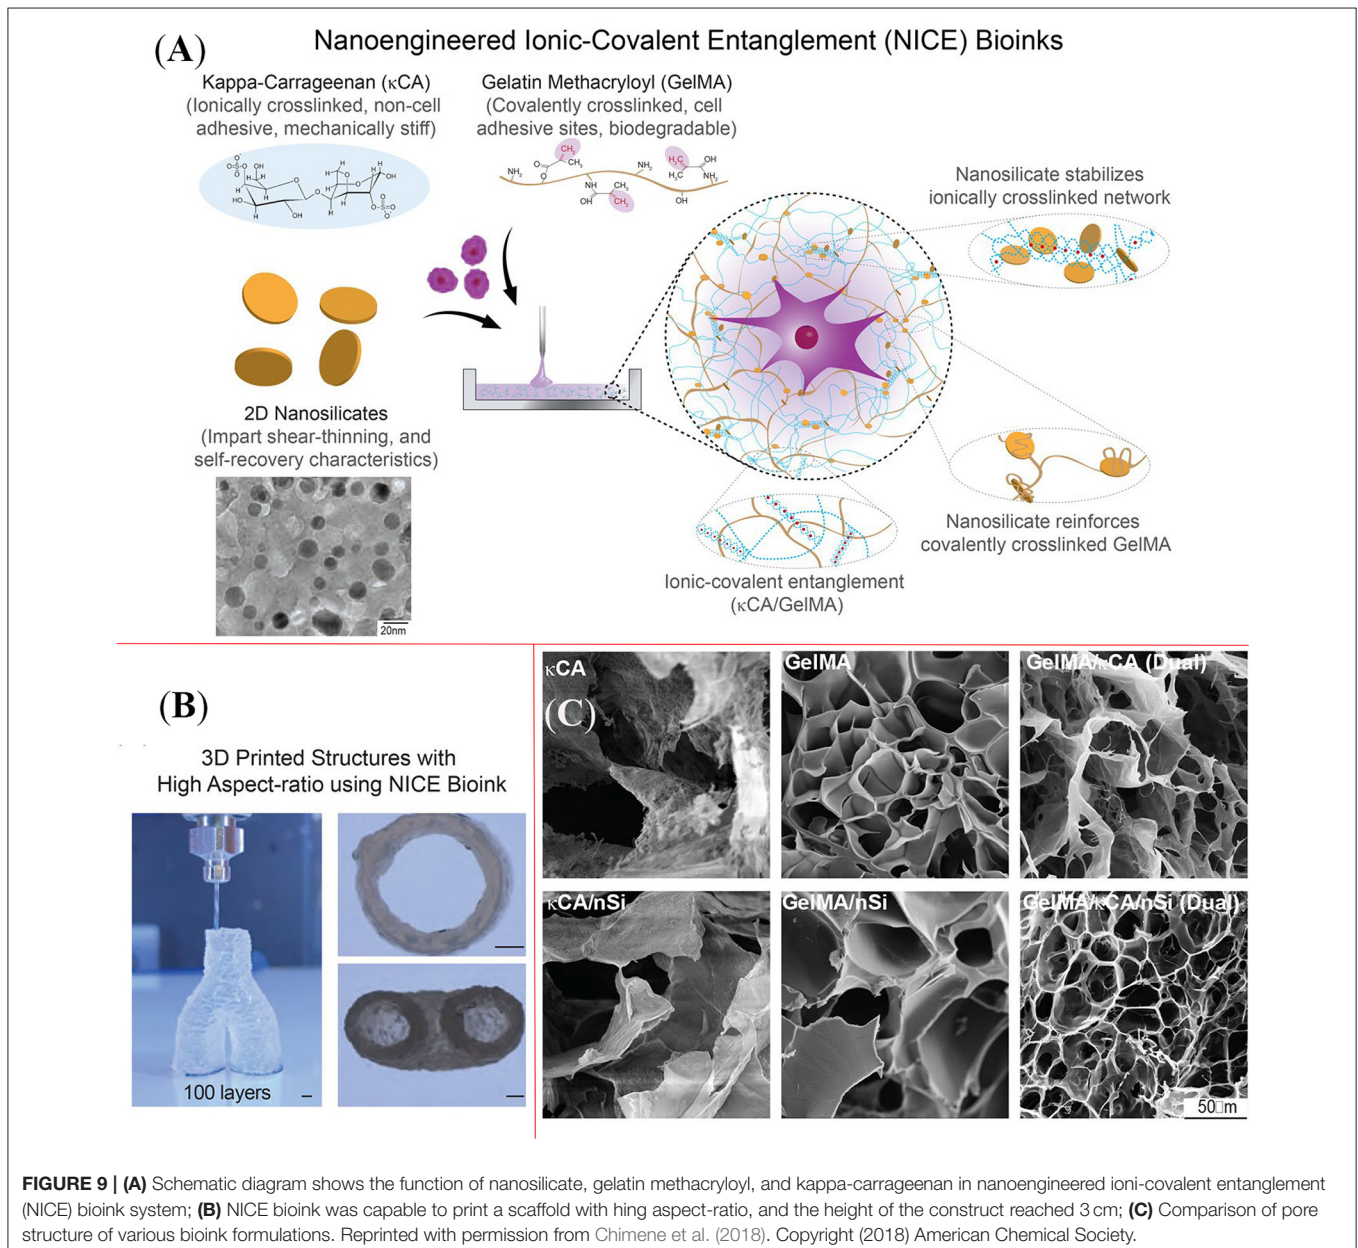 (A)
Nanoengineered Ionic-Covalent Entanglement (NICE) Bioinks
Kappa-Carrageenan (κCA)
(Ionically crosslinked, non-cell
adhesive, mechanically stiff)
Gelatin Methacryloyl (GelMA)
(Covalently crosslinked, cell
adhesive sites, biodegradable)
Nanosilicate stabilizes
ionically crosslinked network
2D Nanosilicates
(Impart shear-thinning, and
self-recovery characteristics)
20nm
Nanosilicate reinforces
covalently crosslinked GelMA
Ionic-covalent entanglement
(κCA/GelMA)
(B)
3D Printed Structures with
High Aspect-ratio using NICE Bioink
100 layers
(C)
κCA
GelMA
GelMA/κCA (Dual)
κCA/nSi
GelMA/nSi
GelMA/κCA/nSi (Dual)
50□m
FIGURE 9 | (A) Schematic diagram shows the function of nanosilicate, gelatin methacryloyl, and kappa-carrageenan in nanoengineered ioni-covalent entanglement
(NICE) bioink system; (B) NICE bioink was capable to print a scaffold with hing aspect-ratio, and the height of the construct reached 3 cm; (C) Comparison of pore
structure of various bioink formulations. Reprinted with permission from Chimene et al. (2018). Copyright (2018) American Chemical Society.